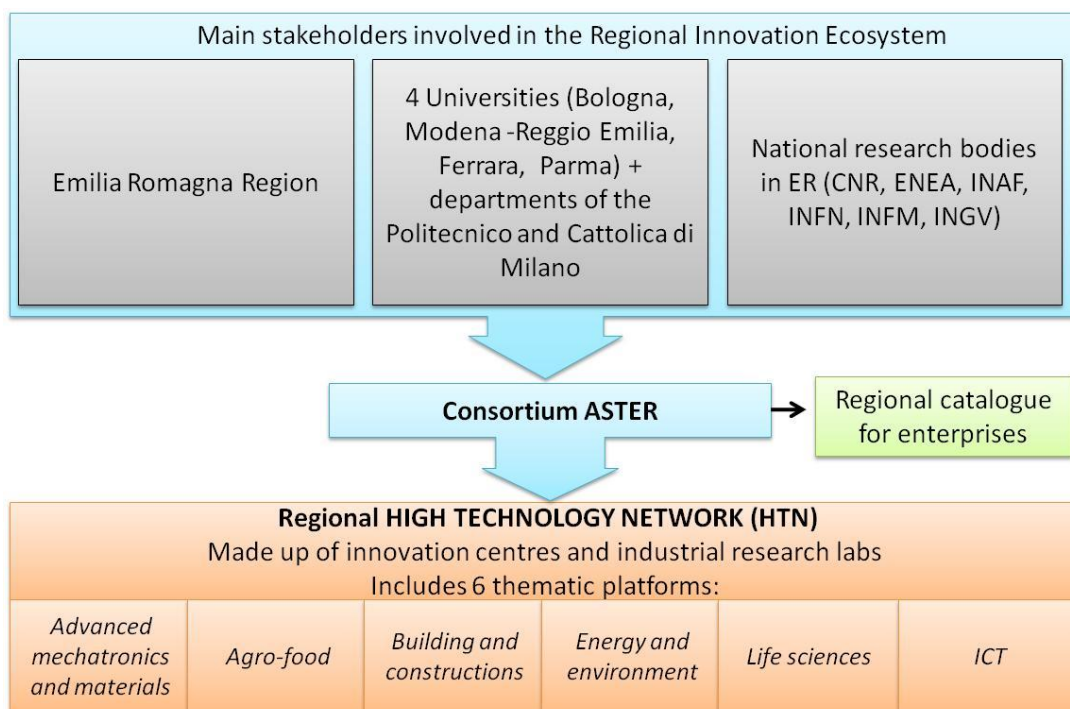 Main stakeholders involved in the Regional Innovation Ecosystem
Emilia Romagna Region
4 Universities (Bologna,
Modena -Reggio Emilia,
Ferrara, Parma) +
departments of the
Politecnico and Cattolica di
Milano
National research bodies
in ER (CNR, ENEA, INAF,
INFN, INFM, INGV)
Consortium ASTER
Regional catalogue
for enterprises
Regional HIGH TECHNOLOGY NETWORK (HTN)
Made up of innovation centres and industrial research labs
Includes 6 thematic platforms:
Advanced
mechatronics
and materials
Agro-food
Building and
constructions
Energy and
environment
Life sciences
ICT